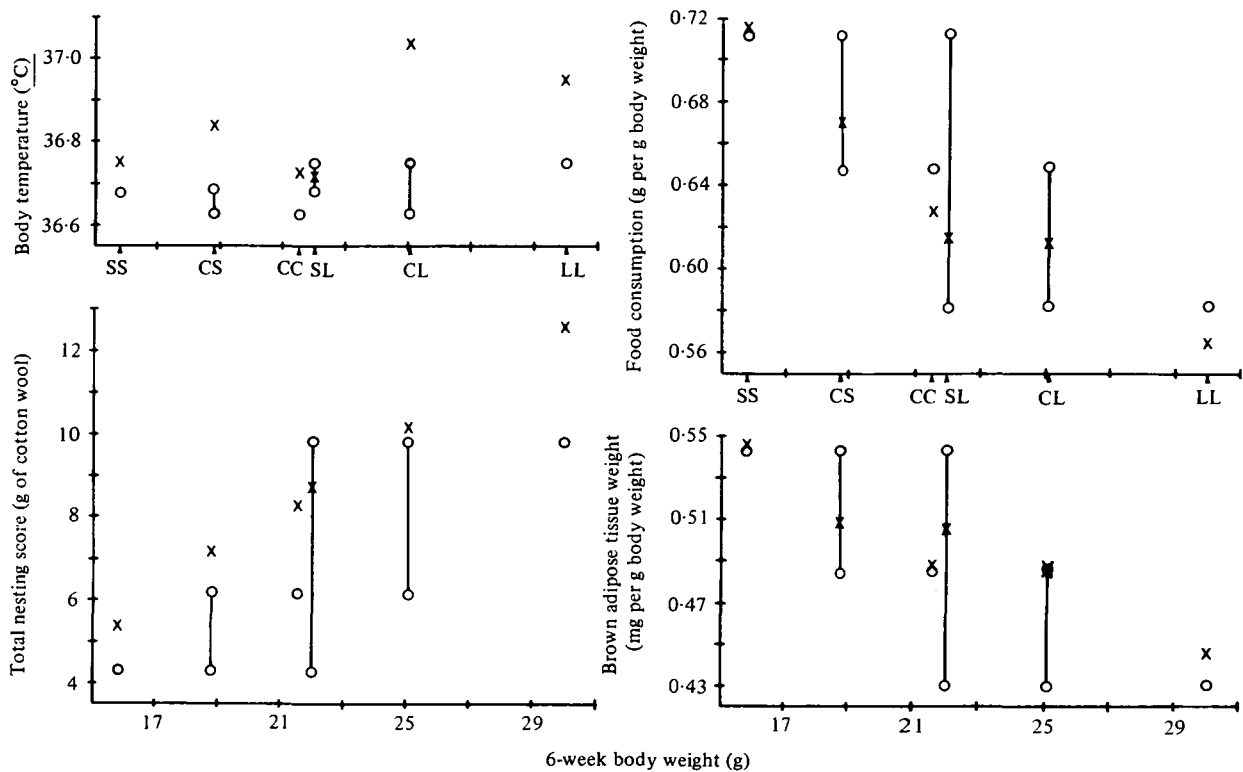 Body temperature (°C)
37·0
36·8
36·6
SS CS CC SL CL LL
Total nesting score (g of cotton wool)
12
10
8
6
4
17 21 25 29
Food consumption (g per g body weight)
0·72
0·68
0·64
0·60
0·56
SS CS CC SL CL LL
Brown adipose tissue weight
(mg per g body weight)
0·55
0·51
0·47
0·43
17 21 25 29
6-week body weight (g)